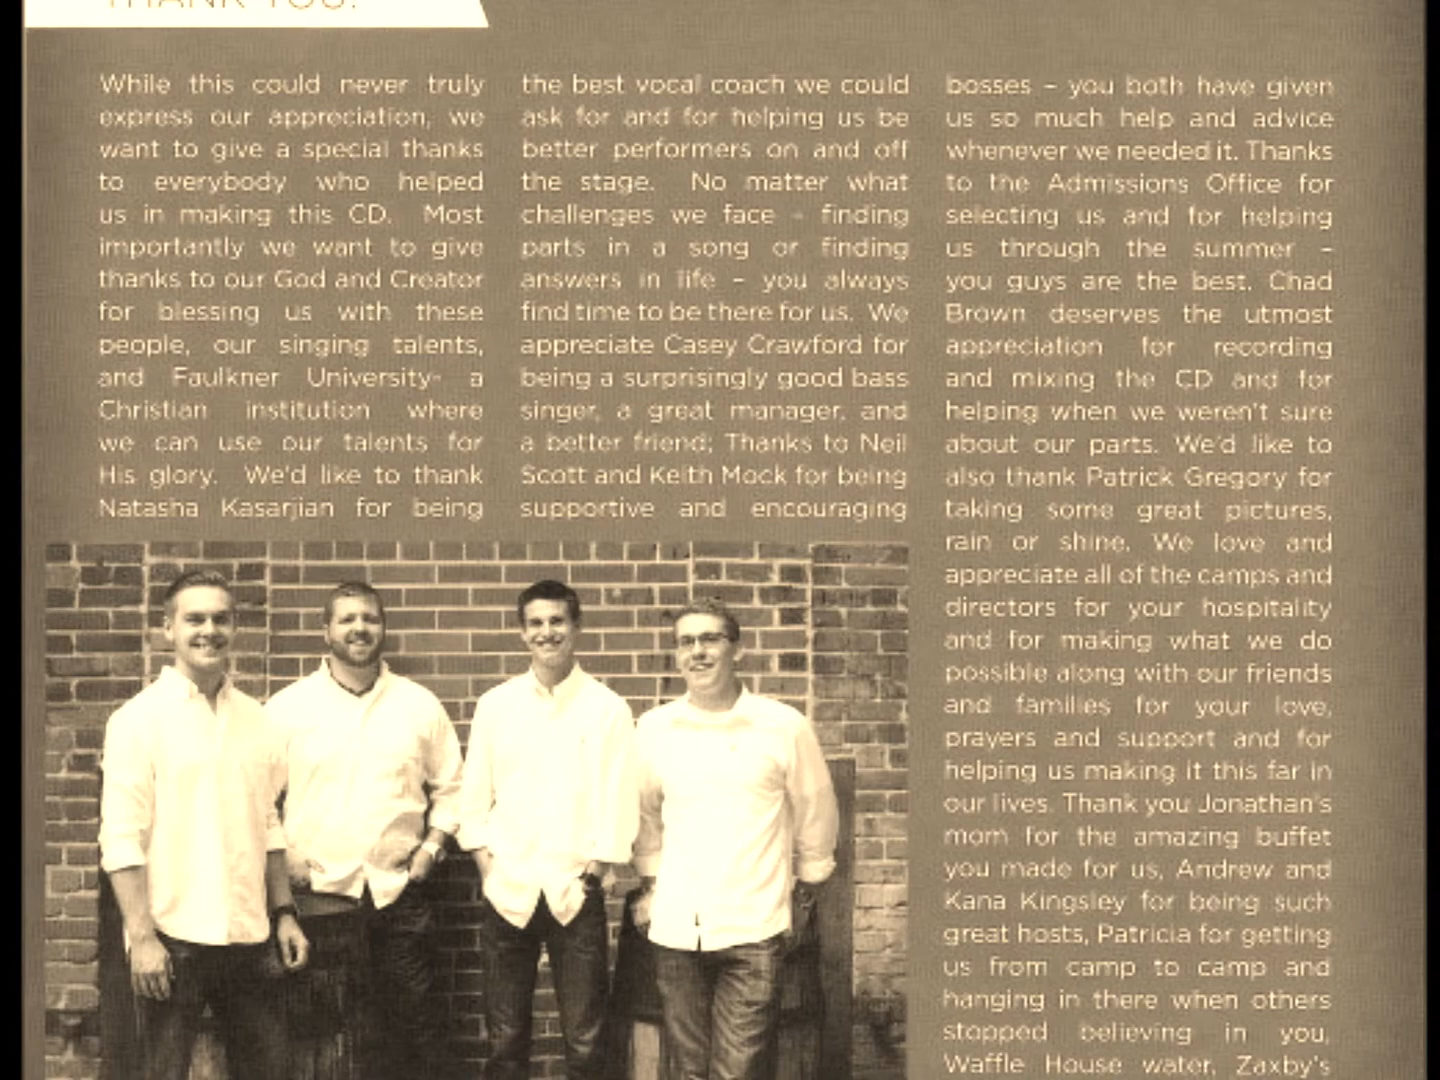 THANK YOU!
While this could never truly
express our appreciation, we
want to give a special thanks
to everybody who helped
us in making this CD. Most
importantly we want to give
thanks to our God and Creator
for blessing us with these
people, our singing talents,
and Faulkner University- a
Christian institution where
we can use our talents for
His glory. We'd like to thank
Natasha Kasarjian for being
the best vocal coach we could
ask for and for helping us be
better performers on and off
the stage. No matter what
challenges we face - finding
parts in a song or finding
answers in life – you always
find time to be there for us. We
appreciate Casey Crawford for
being a surprisingly good bass
singer, a great manager, and
a better friend; Thanks to Neil
Scott and Keith Mock for being
supportive and encouraging
bosses – you both have given
us so much help and advice
whenever we needed it. Thanks
to the Admissions Office for
selecting us and for helping
us through the summer –
you guys are the best. Chad
Brown deserves the utmost
appreciation for recording
and mixing the CD and for
helping when we weren't sure
about our parts. We'd like to
also thank Patrick Gregory for
taking some great pictures,
rain or shine. We love and
appreciate all of the camps and
directors for your hospitality
and for making what we do
possible along with our friends
and families for your love,
prayers and support and for
helping us making it this far in
our lives. Thank you Jonathan's
mom for the amazing buffet
you made for us, Andrew and
Kana Kingsley for being such
great hosts, Patricia for getting
us from camp to camp and
hanging in there when others
stopped believing in you,
Waffle House water, Zaxby's